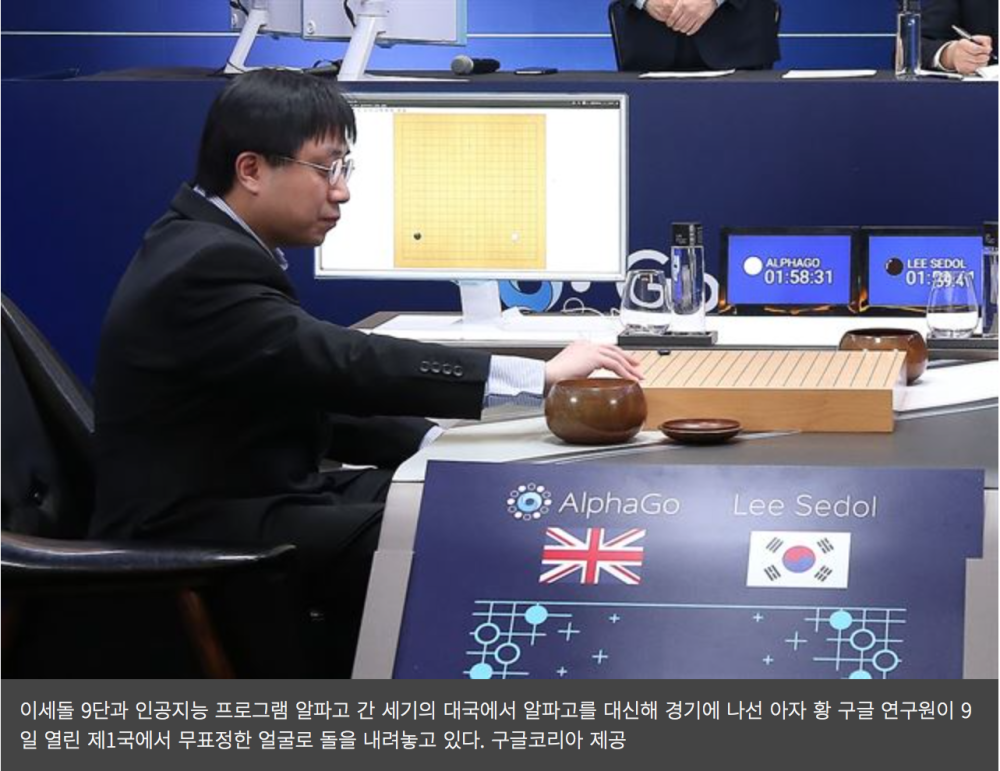 ALPHAGO
01:58:31
LEE SEDOL
Go
AlphaGo
Lee Sedol
이세돌 9단과 인공지능 프로그램 알파고 간 세기의 대국에서 알파고를 대신해 경기에 나선 아자 황 구글 연구원이 9
일 열린 제1국에서 무표정한 얼굴로 돌을 내려놓고 있다. 구글코리아 제공